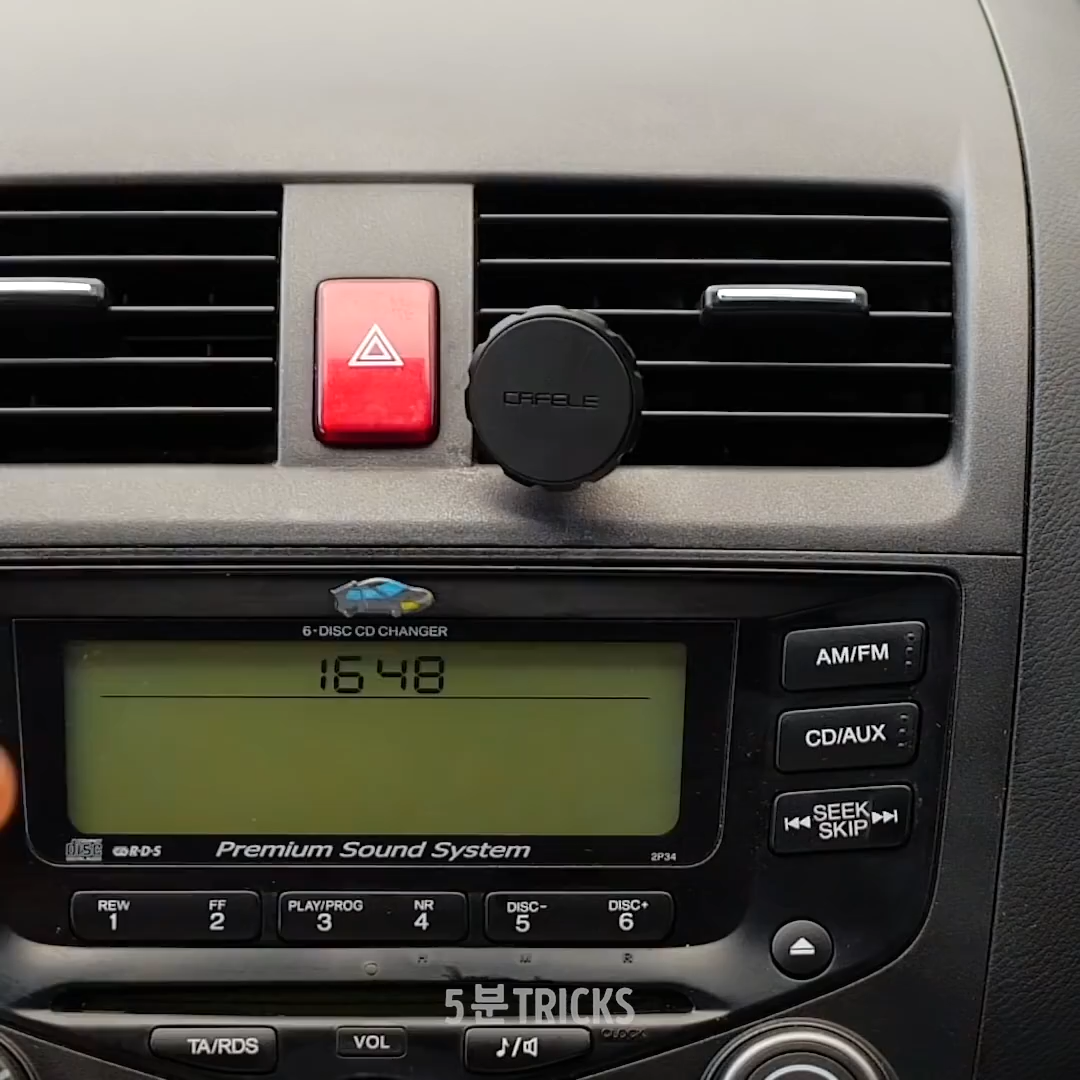 CAFELE
6-DISC CD CHANGER
1648
AM/FM
CD/AUX
SEEK
SKIP
disc R·D·S Premium Sound System 2P34
REW FF PLAY/PROG NR DISC- DISC+
1 2 3 4 5 6
H M R
5분TRICKS
CLOCK
TA/RDS VOL